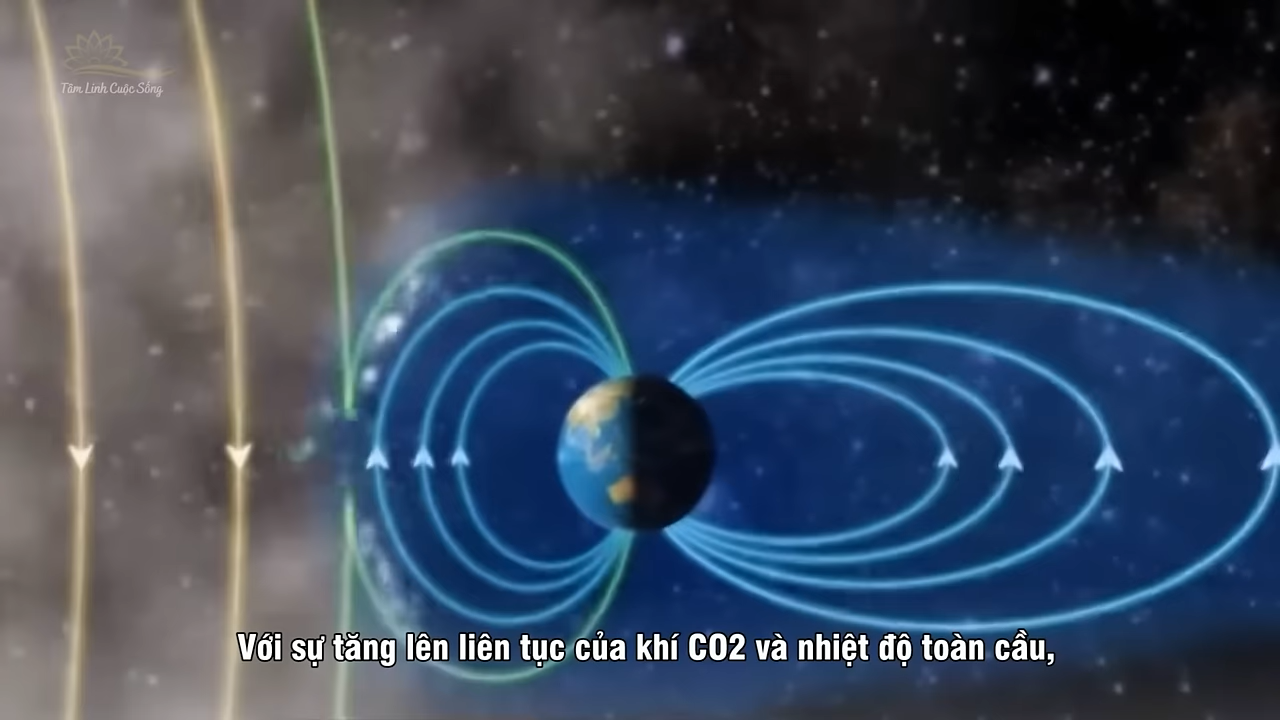 Tâm Linh Cuộc Sống
Với sự tăng lên liên tục của khí CO2 và nhiệt độ toàn cầu,